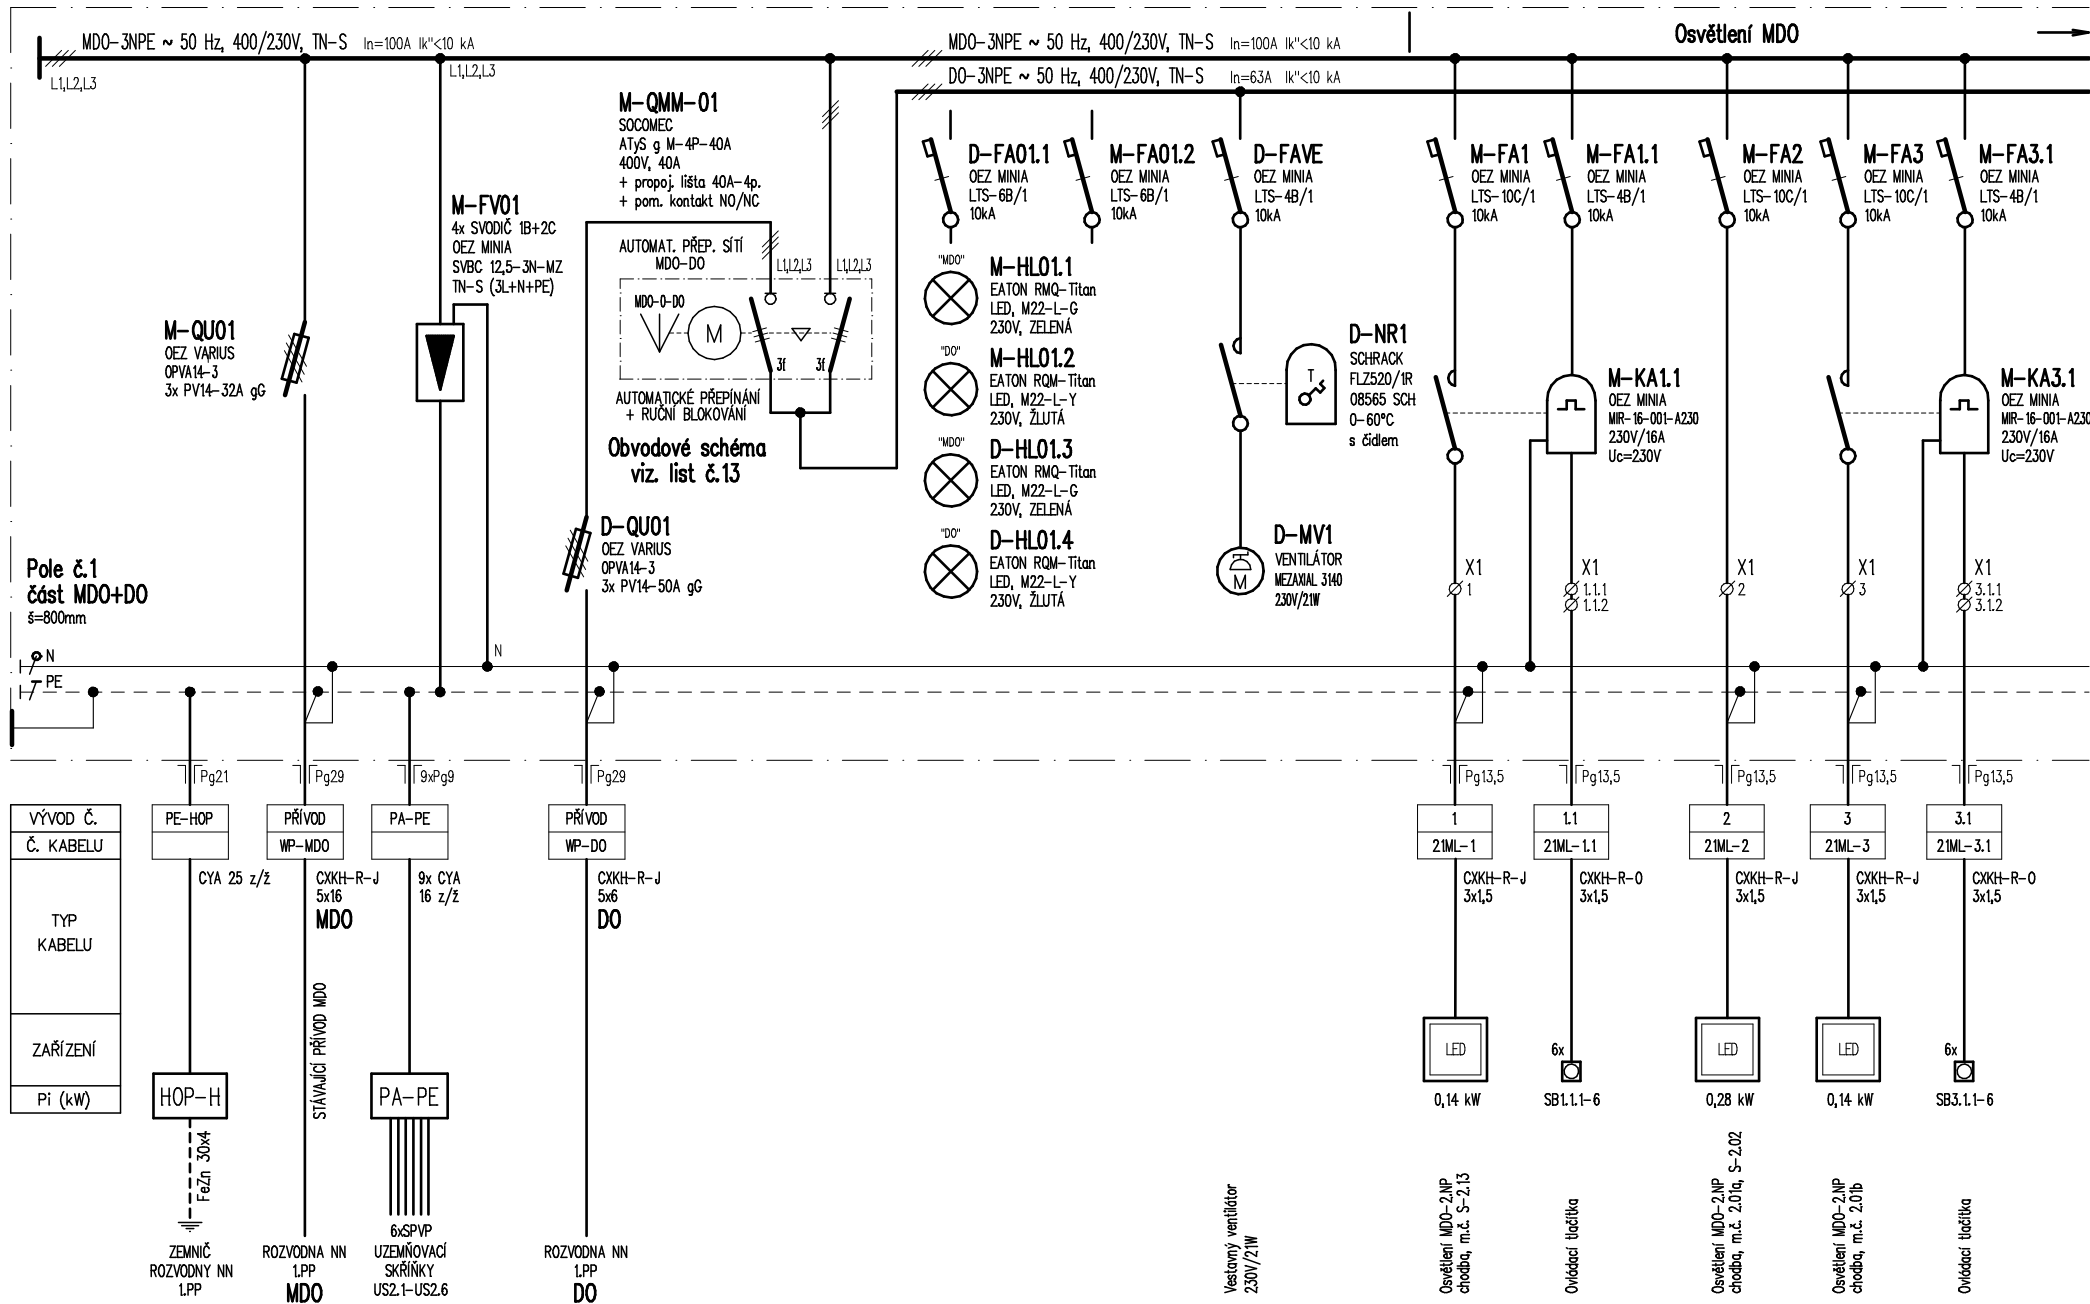 MDO-3NPE ~ 50 Hz, 400/230V, TN-S In=100A Ik''<10 kA
L1,L2,L3
L1,L2,L3
MDO-3NPE ~ 50 Hz, 400/230V, TN-S In=100A Ik''<10 kA
DO-3NPE ~ 50 Hz, 400/230V, TN-S In=63A Ik''<10 kA
Osvětlení MDO
M-QU01
OEZ VARIUS
OPVA14-3
3x PV14-32A gG
M-FV01
4x SVODIČ 1B+2C
OEZ MINIA
SVBC 12,5-3N-MZ
TN-S (3L+N+PE)
M-QMM-01
SOCOMEC
ATyS g M-4P-40A
400V, 40A
+ propoj. lišta 40A-4p.
+ pom. kontakt NO/NC
AUTOMAT. PŘEP. SÍTÍ
MDO-DO
L1,L2,L3
L1,L2,L3
MDO-0-DO
M
3f
3f
AUTOMATICKÉ PŘEPÍNÁNÍ
+ RUČNÍ BLOKOVÁNÍ
Obvodové schéma
viz. list č.13
D-QU01
OEZ VARIUS
OPVA14-3
3x PV14-50A gG
D-FA01.1
OEZ MINIA
LTS-6B/1
10kA
M-FA01.2
OEZ MINIA
LTS-6B/1
10kA
D-FAVE
OEZ MINIA
LTS-4B/1
10kA
M-FA1
OEZ MINIA
LTS-10C/1
10kA
M-FA1.1
OEZ MINIA
LTS-4B/1
10kA
M-FA2
OEZ MINIA
LTS-10C/1
10kA
M-FA3
OEZ MINIA
LTS-10C/1
10kA
M-FA3.1
OEZ MINIA
LTS-4B/1
10kA
"MDO"
M-HL01.1
EATON RMQ-Titan
LED, M22-L-G
230V, ZELENÁ
"DO"
M-HL01.2
EATON RQM-Titan
LED, M22-L-Y
230V, ŽLUTÁ
"MDO"
D-HL01.3
EATON RMQ-Titan
LED, M22-L-G
230V, ZELENÁ
"DO"
D-HL01.4
EATON RQM-Titan
LED, M22-L-Y
230V, ŽLUTÁ
T
D-NR1
SCHRACK
FLZ520/1R
08565 SCH
0-60°C
s čidlem
M
D-MV1
VENTILÁTOR
MEZAXIAL 3140
230V/21W
M-KA1.1
OEZ MINIA
MIR-16-001-A230
230V/16A
Uc=230V
M-KA3.1
OEZ MINIA
MIR-16-001-A230
230V/16A
Uc=230V
X1
1
X1
1.1.1
1.1.2
X1
2
X1
3
X1
3.1.1
3.1.2
Pole č.1
část MDO+DO
š=800mm
N
N
PE
Pg21
Pg29
9xPg9
Pg29
Pg13,5
Pg13,5
Pg13,5
Pg13,5
Pg13,5
VÝVOD Č.
Č. KABELU
TYP
KABELU
ZAŘÍZENÍ
Pi (kW)
PE-HOP
CYA 25 z/ž
HOP-H
FeZn 30x4
ZEMNIČ
ROZVODNY NN
1.PP
PŘÍVOD
WP-MDO
CXKH-R-J
5x16
MDO
STÁVAJÍCÍ PŘÍVOD MDO
ROZVODNA NN
1.PP
MDO
PA-PE
9x CYA
16 z/ž
PA-PE
6xSPVP
UZEMŇOVACÍ
SKŘÍŇKY
US2.1-US2.6
PŘÍVOD
WP-DO
CXKH-R-J
5x6
DO
ROZVODNA NN
1.PP
DO
Vestavný ventilátor
230V/21W
1
21ML-1
CXKH-R-J
3x1,5
LED
0,14 kW
Osvětlení MDO-2.NP
chodba, m.č. S-2.13
1.1
21ML-1.1
CXKH-R-O
3x1,5
6x
SB1.1.1-6
Ovládací tlačítka
2
21ML-2
CXKH-R-J
3x1,5
LED
0,28 kW
Osvětlení MDO-2.NP
chodba, m.č. 2.01a, S-2.02
3
21ML-3
CXKH-R-J
3x1,5
LED
0,14 kW
Osvětlení MDO-2.NP
chodba, m.č. 2.01b
3.1
21ML-3.1
CXKH-R-O
3x1,5
6x
SB3.1.1-6
Ovládací tlačítka